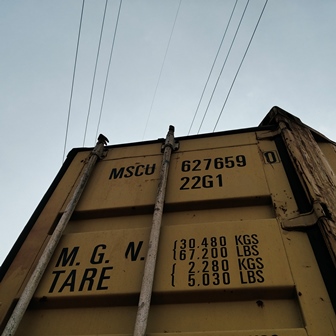 MSCU 627659 0
22G1
M. G. N. 30.480 KGS
67.200 LBS
TARE 2.280 KGS
5.030 LBS